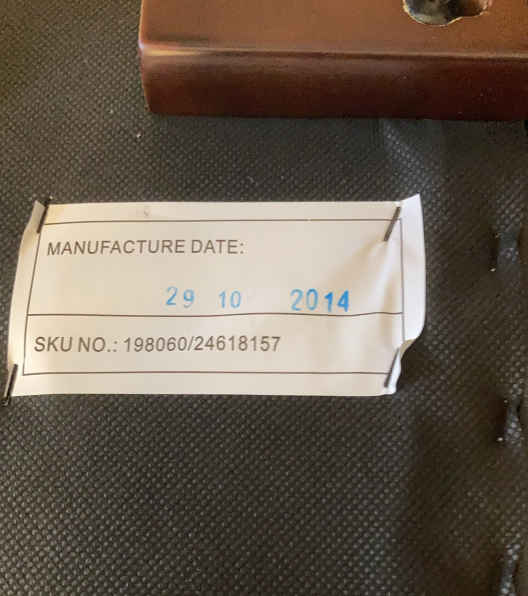 MANUFACTURE DATE:
29 10 2014
SKU NO.: 198060/24618157